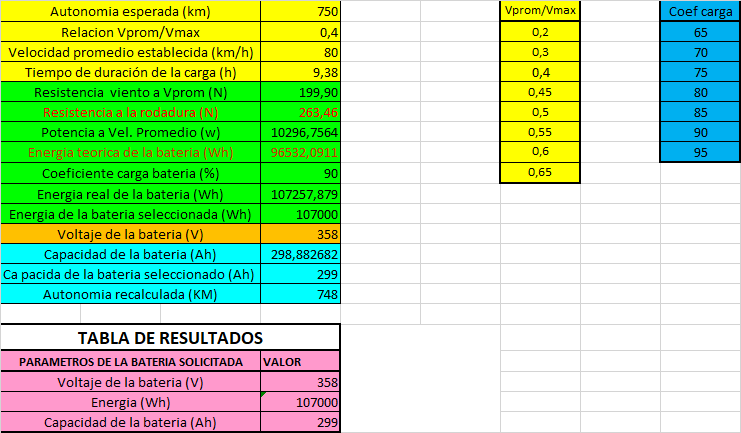 Autonomia esperada (km) 750 Vprom/Vmax Coef carga
Relacion Vprom/Vmax 0,4 0,2 65
Velocidad promedio establecida (km/h) 80 0,3 70
Tiempo de duración de la carga (h) 9,38 0,4 75
Resistencia viento a Vprom (N) 199,90 0,45 80
Resistencia a la rodadura (N) 263,46 0,5 85
Potencia a Vel. Promedio (w) 10296,7564 0,55 90
Energia teorica de la bateria (Wh) 96532,0911 0,6 95
Coeficiente carga bateria (%) 90 0,65
Energia real de la bateria (Wh) 107257,879
Energia de la bateria seleccionada (Wh) 107000
Voltaje de la bateria (V) 358
Capacidad de la bateria (Ah) 298,882682
Ca pacida de la bateria seleccionado (Ah) 299
Autonomia recalculada (KM) 748
TABLA DE RESULTADOS
PARAMETROS DE LA BATERIA SOLICITADA VALOR
Voltaje de la bateria (V) 358
Energia (Wh) 107000
Capacidad de la bateria (Ah) 299